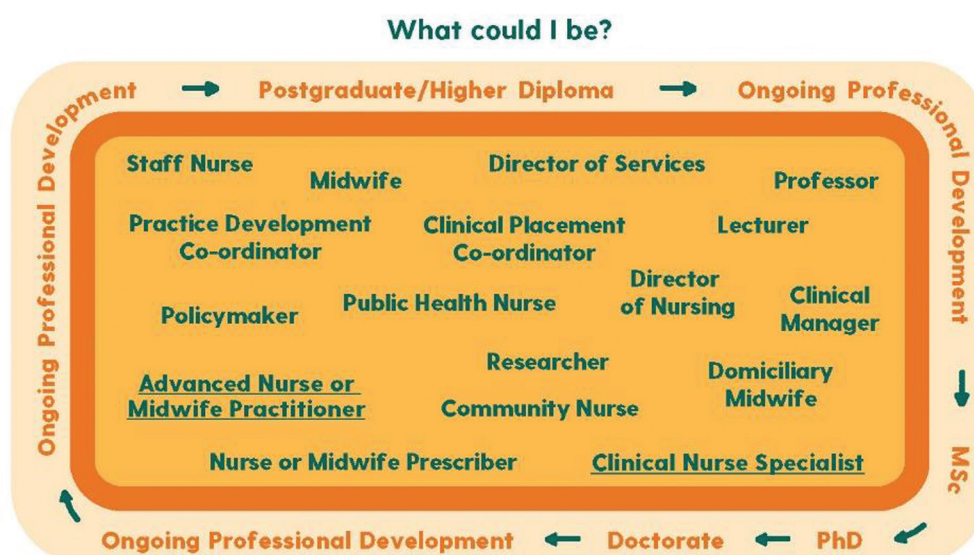 What could I be?
Ongoing Professional Development
Postgraduate/Higher Diploma
Ongoing Professional Development
MSc
PhD
Doctorate
Ongoing Professional Development
Staff Nurse
Midwife
Director of Services
Professor
Practice Development
Co-ordinator
Clinical Placement
Co-ordinator
Lecturer
Policymaker
Public Health Nurse
Director
of Nursing
Clinical
Manager
Advanced Nurse or
Midwife Practitioner
Researcher
Community Nurse
Domiciliary
Midwife
Nurse or Midwife Prescriber
Clinical Nurse Specialist